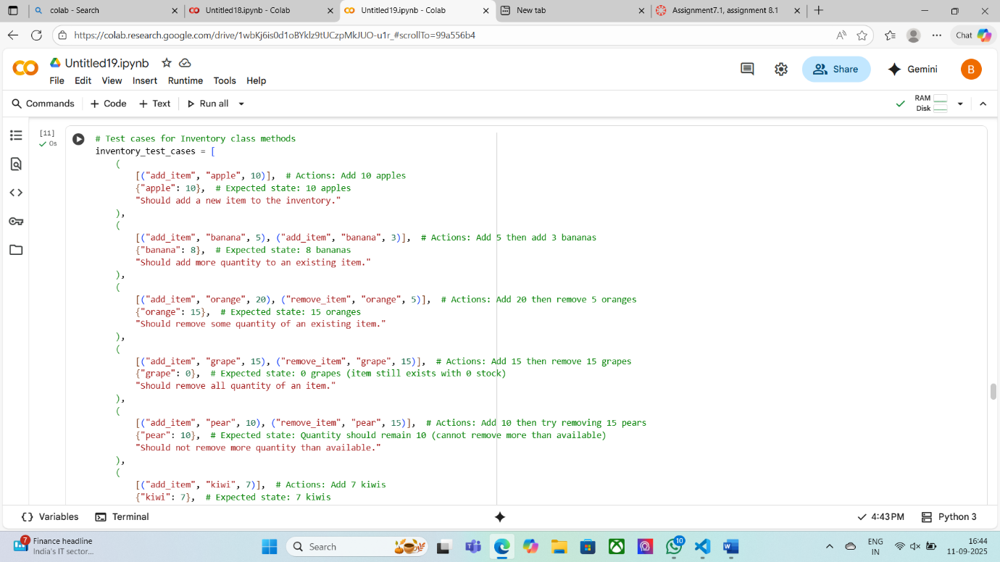 colab - Search
Untitled18.ipynb - Colab
Untitled19.ipynb - Colab
New tab
Assignment7.1, assignment 8.1
https://colab.research.google.com/drive/1wbKj6is0d1oBYklz9tUCzpMkJUO-u1r_#scrollTo=99a556b4
Chat
Untitled19.ipynb
File Edit View Insert Runtime Tools Help
Share
Gemini
B
Commands + Code + Text Run all
RAM
Disk
[11]
0s
# Test cases for Inventory class methods
inventory_test_cases = [
    (
        [("add_item", "apple", 10)],  # Actions: Add 10 apples
        {"apple": 10},  # Expected state: 10 apples
        "Should add a new item to the inventory."
    ),
    (
        [("add_item", "banana", 5), ("add_item", "banana", 3)],  # Actions: Add 5 then add 3 bananas
        {"banana": 8},  # Expected state: 8 bananas
        "Should add more quantity to an existing item."
    ),
    (
        [("add_item", "orange", 20), ("remove_item", "orange", 5)],  # Actions: Add 20 then remove 5 oranges
        {"orange": 15},  # Expected state: 15 oranges
        "Should remove some quantity of an existing item."
    ),
    (
        [("add_item", "grape", 15), ("remove_item", "grape", 15)],  # Actions: Add 15 then remove 15 grapes
        {"grape": 0},  # Expected state: 0 grapes (item still exists with 0 stock)
        "Should remove all quantity of an item."
    ),
    (
        [("add_item", "pear", 10), ("remove_item", "pear", 15)],  # Actions: Add 10 then try removing 15 pears
        {"pear": 10},  # Expected state: Quantity should remain 10 (cannot remove more than available)
        "Should not remove more quantity than available."
    ),
    (
        [("add_item", "kiwi", 7)],  # Actions: Add 7 kiwis
        {"kiwi": 7},  # Expected state: 7 kiwis
Variables
Terminal
4:43 PM
Python 3
7
Finance headline
India's IT sector...
Search
10
ENG
IN
16:44
11-09-2025